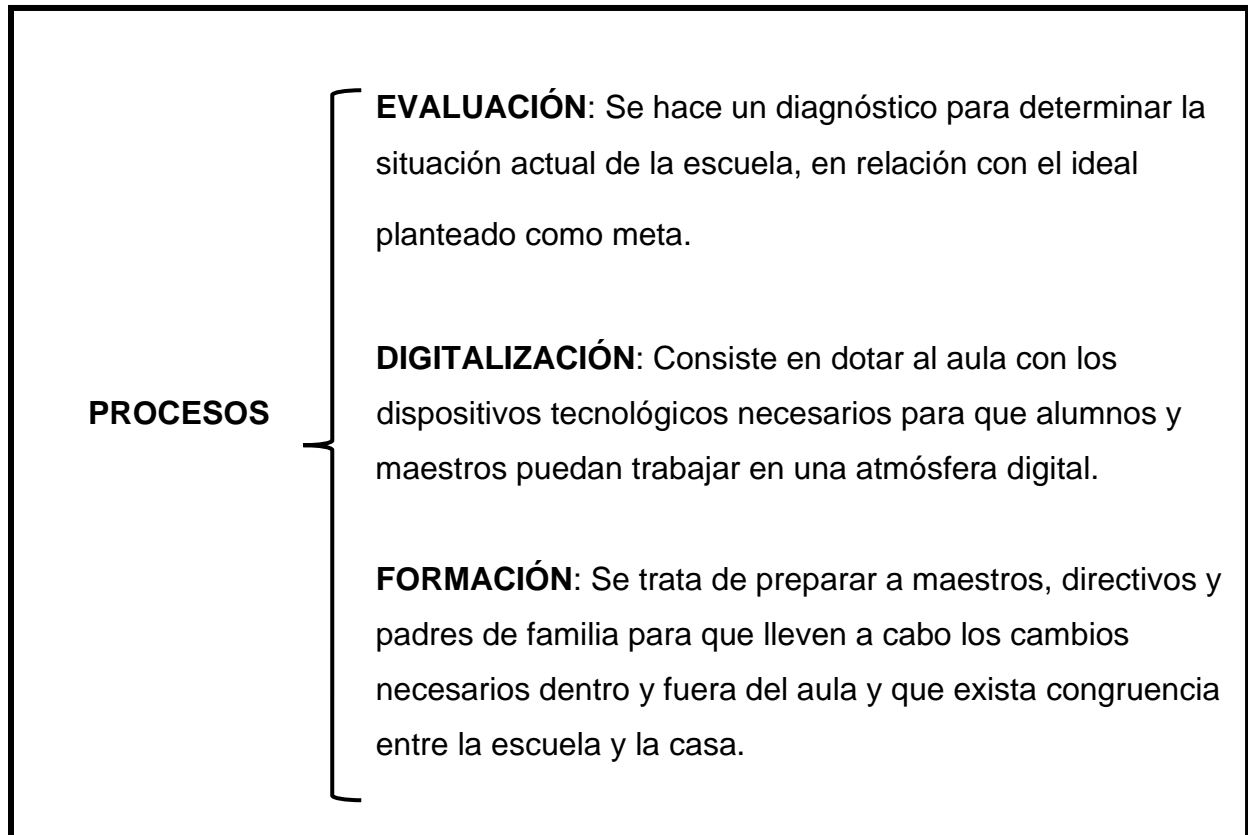 EVALUACIÓN: Se hace un diagnóstico para determinar la
situación actual de la escuela, en relación con el ideal
planteado como meta.
DIGITALIZACIÓN: Consiste en dotar al aula con los
PROCESOS
dispositivos tecnológicos necesarios para que alumnos y
maestros puedan trabajar en una atmósfera digital.
FORMACIÓN: Se trata de preparar a maestros, directivos y
padres de familia para que lleven a cabo los cambios
necesarios dentro y fuera del aula y que exista congruencia
entre la escuela y la casa.